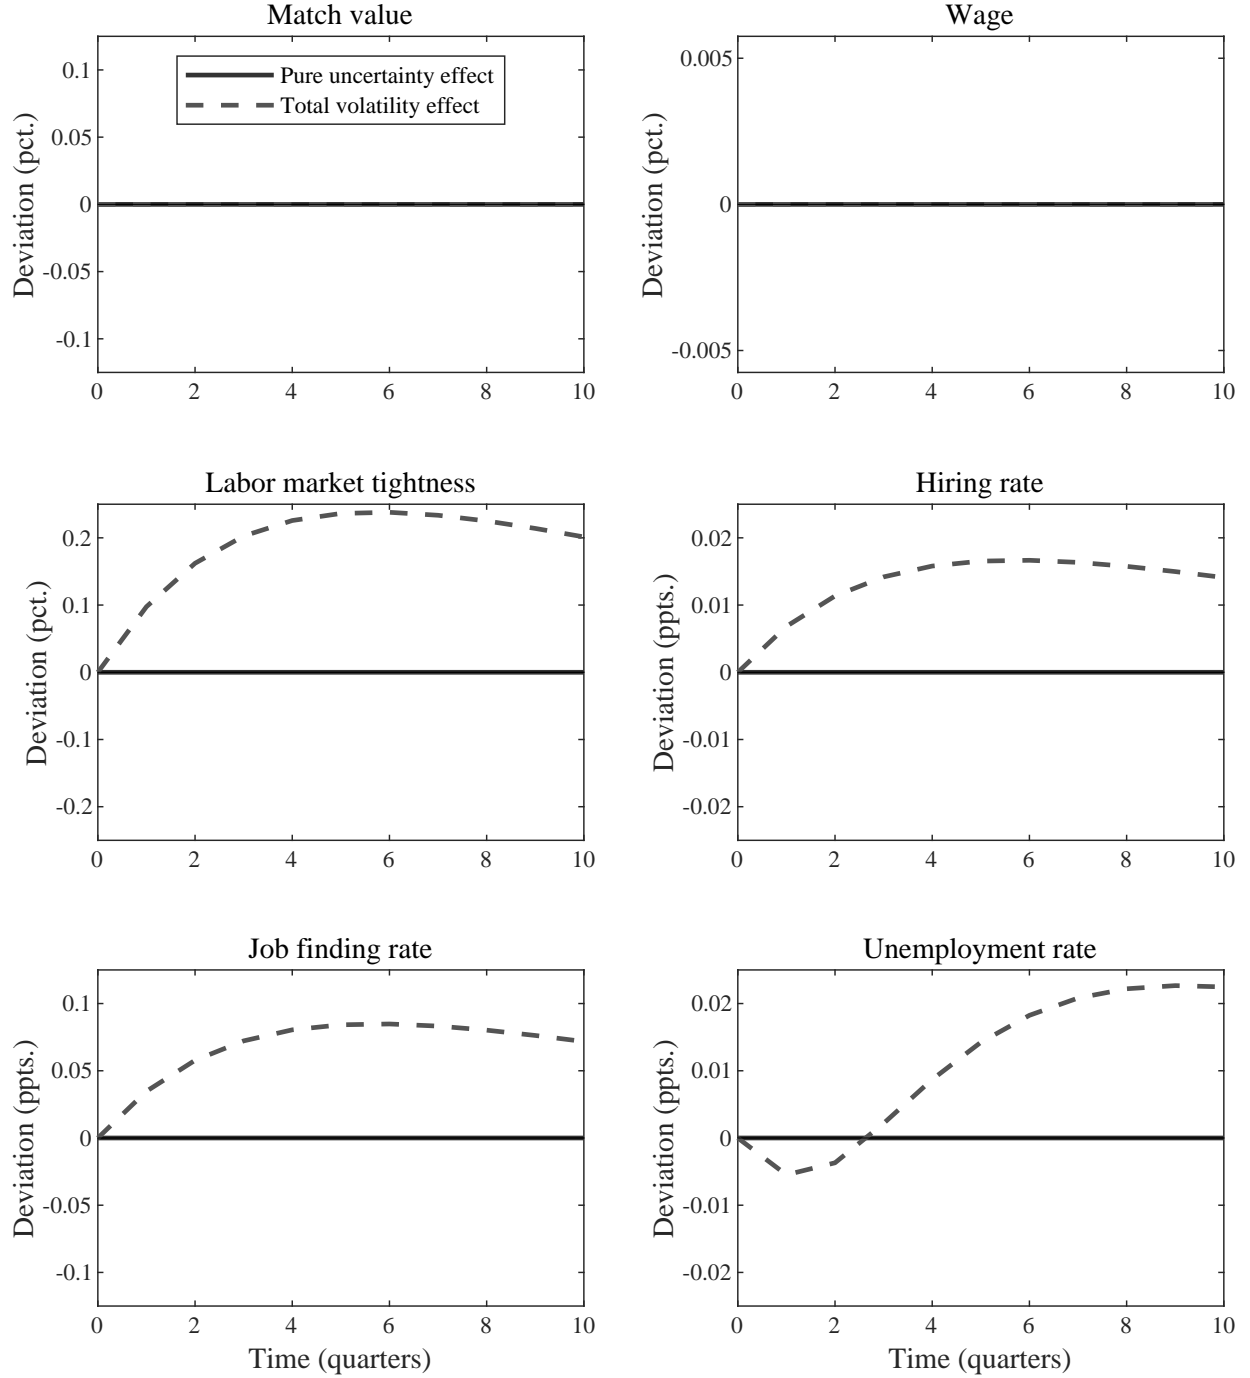 Match value
Deviation (pct.)
0.1
0.05
0
-0.05
-0.1
Pure uncertainty effect
Total volatility effect
0 2 4 6 8 10
Wage
Deviation (pct.)
0.005
0
-0.005
0 2 4 6 8 10
Labor market tightness
Deviation (pct.)
0.2
0.1
0
-0.1
-0.2
0 2 4 6 8 10
Hiring rate
Deviation (ppts.)
0.02
0.01
0
-0.01
-0.02
0 2 4 6 8 10
Job finding rate
Deviation (ppts.)
0.1
0.05
0
-0.05
-0.1
0 2 4 6 8 10
Time (quarters)
Unemployment rate
Deviation (ppts.)
0.02
0.01
0
-0.01
-0.02
0 2 4 6 8 10
Time (quarters)